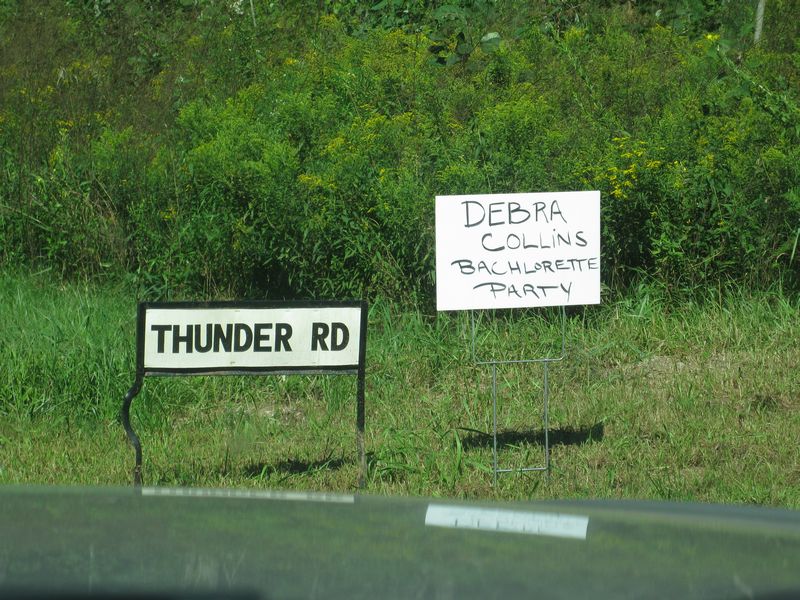 THUNDER RD
DEBRA
COLLINS
BACHLORETTE
PARTY